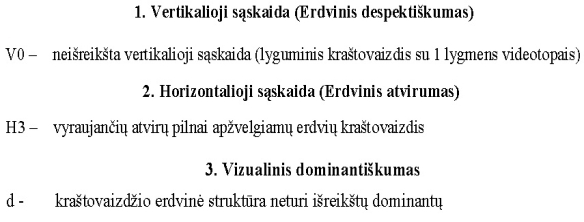 1. Vertikalioji sąskaida (Erdvinis despektiškumas)
V0 – neišreikšta vertikalioji sąskaida (lyguminis kraštovaizdis su 1 lygmens videotopais)
2. Horizontalioji sąskaida (Erdvinis atvirumas)
H3 – vyraujančių atvirų pilnai apžvelgiamų erdvių kraštovaizdis
3. Vizualinis dominantiškumas
d - kraštovaizdžio erdvinė struktūra neturi išreikštų dominantų